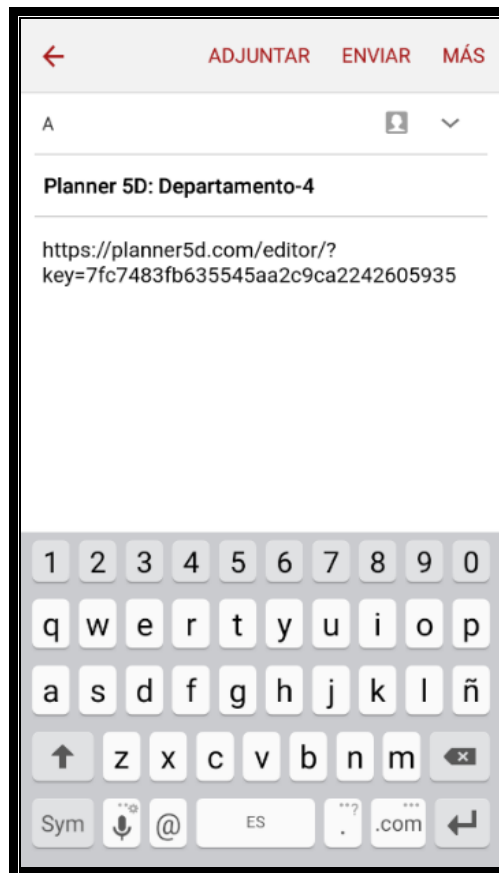 ADJUNTAR ENVIAR MÁS
A
Planner 5D: Departamento-4
https://planner5d.com/editor/?
key=7fc7483fb635545aa2c9ca2242605935
1 2 3 4 5 6 7 8 9 0
q w e r t y u i o p
a s d f g h j k l ñ
z x c v b n m
Sym @ ES . ? .com